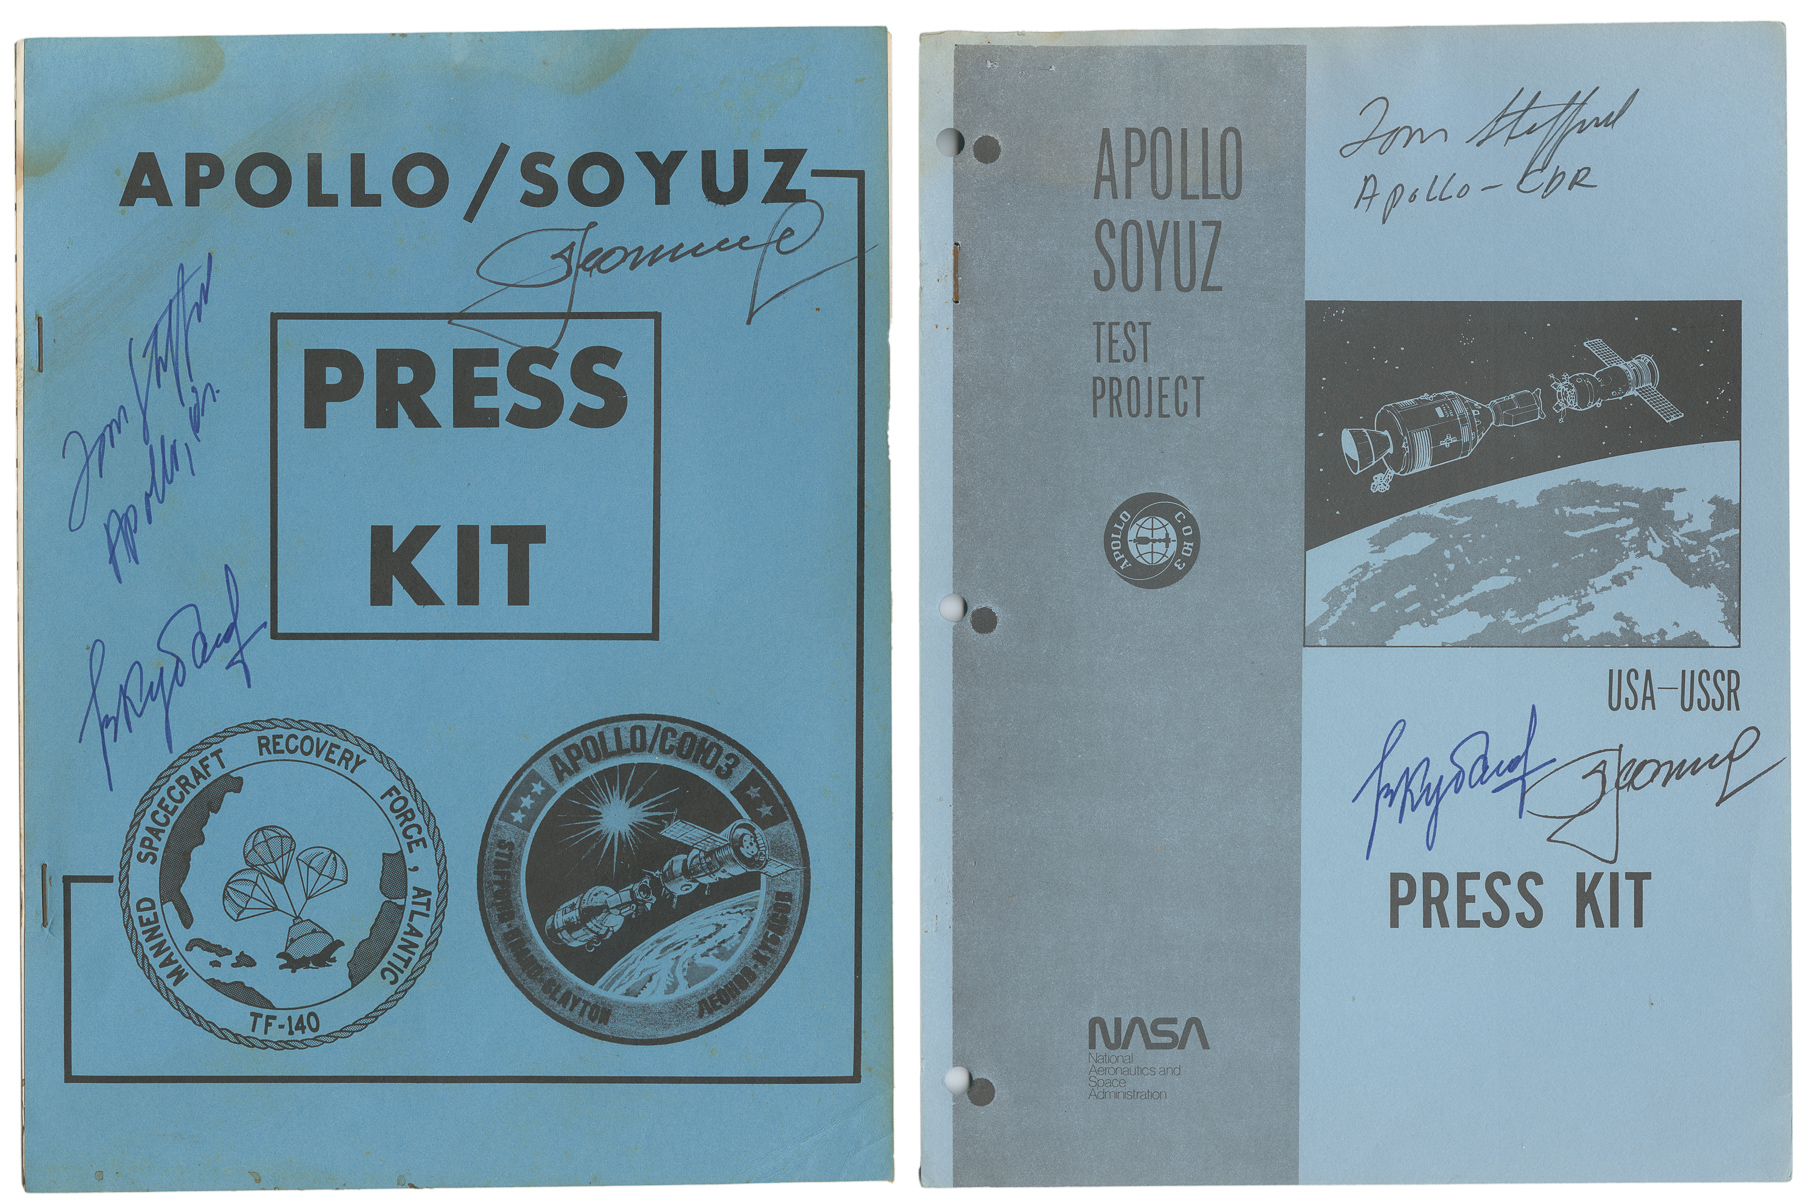 APOLLO/SOYUZ
PRESS
KIT
Tom Stafford
Apollo, Cdr.
MANNED SPACECRAFT RECOVERY FORCE, ATLANTIC
TF-140
APOLLO/СОЮЗ
STAFFORD·SLAYTON
ЛЕОНОВ·КУБАСОВ
APOLLO
SOYUZ
TEST
PROJECT
APOLLO СОЮЗ
NASA
National
Aeronautics and
Space
Administration
Tom Stafford
Apollo - CDR
USA-USSR
PRESS KIT